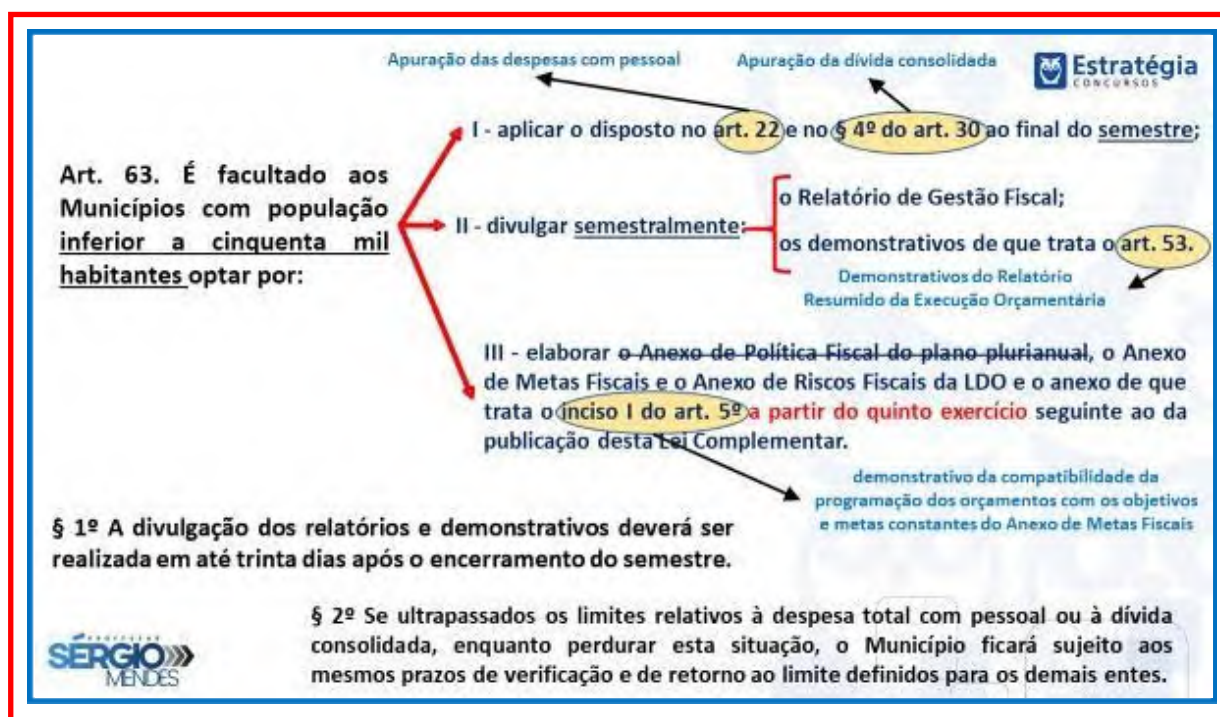 Apuração das despesas com pessoal
Apuração da dívida consolidada
Estratégia
CONCURSOS
I - aplicar o disposto no art. 22 e no § 4º do art. 30 ao final do semestre;
Art. 63. É facultado aos
Municípios com população
inferior a cinquenta mil
habitantes optar por:
II - divulgar semestralmente:
o Relatório de Gestão Fiscal;
os demonstrativos de que trata o art. 53.
Demonstrativos do Relatório
Resumido da Execução Orçamentária
III - elaborar o Anexo de Política Fiscal do plano plurianual, o Anexo
de Metas Fiscais e o Anexo de Riscos Fiscais da LDO e o anexo de que
trata o inciso I do art. 5º a partir do quinto exercício seguinte ao da
publicação desta Lei Complementar.
demonstrativo da compatibilidade da
programação dos orçamentos com os objetivos
e metas constantes do Anexo de Metas Fiscais
§ 1º A divulgação dos relatórios e demonstrativos deverá ser
realizada em até trinta dias após o encerramento do semestre.
§ 2º Se ultrapassados os limites relativos à despesa total com pessoal ou à dívida
consolidada, enquanto perdurar esta situação, o Município ficará sujeito aos
mesmos prazos de verificação e de retorno ao limite definidos para os demais entes.
PROFESSOR
SÉRGIO
MENDES